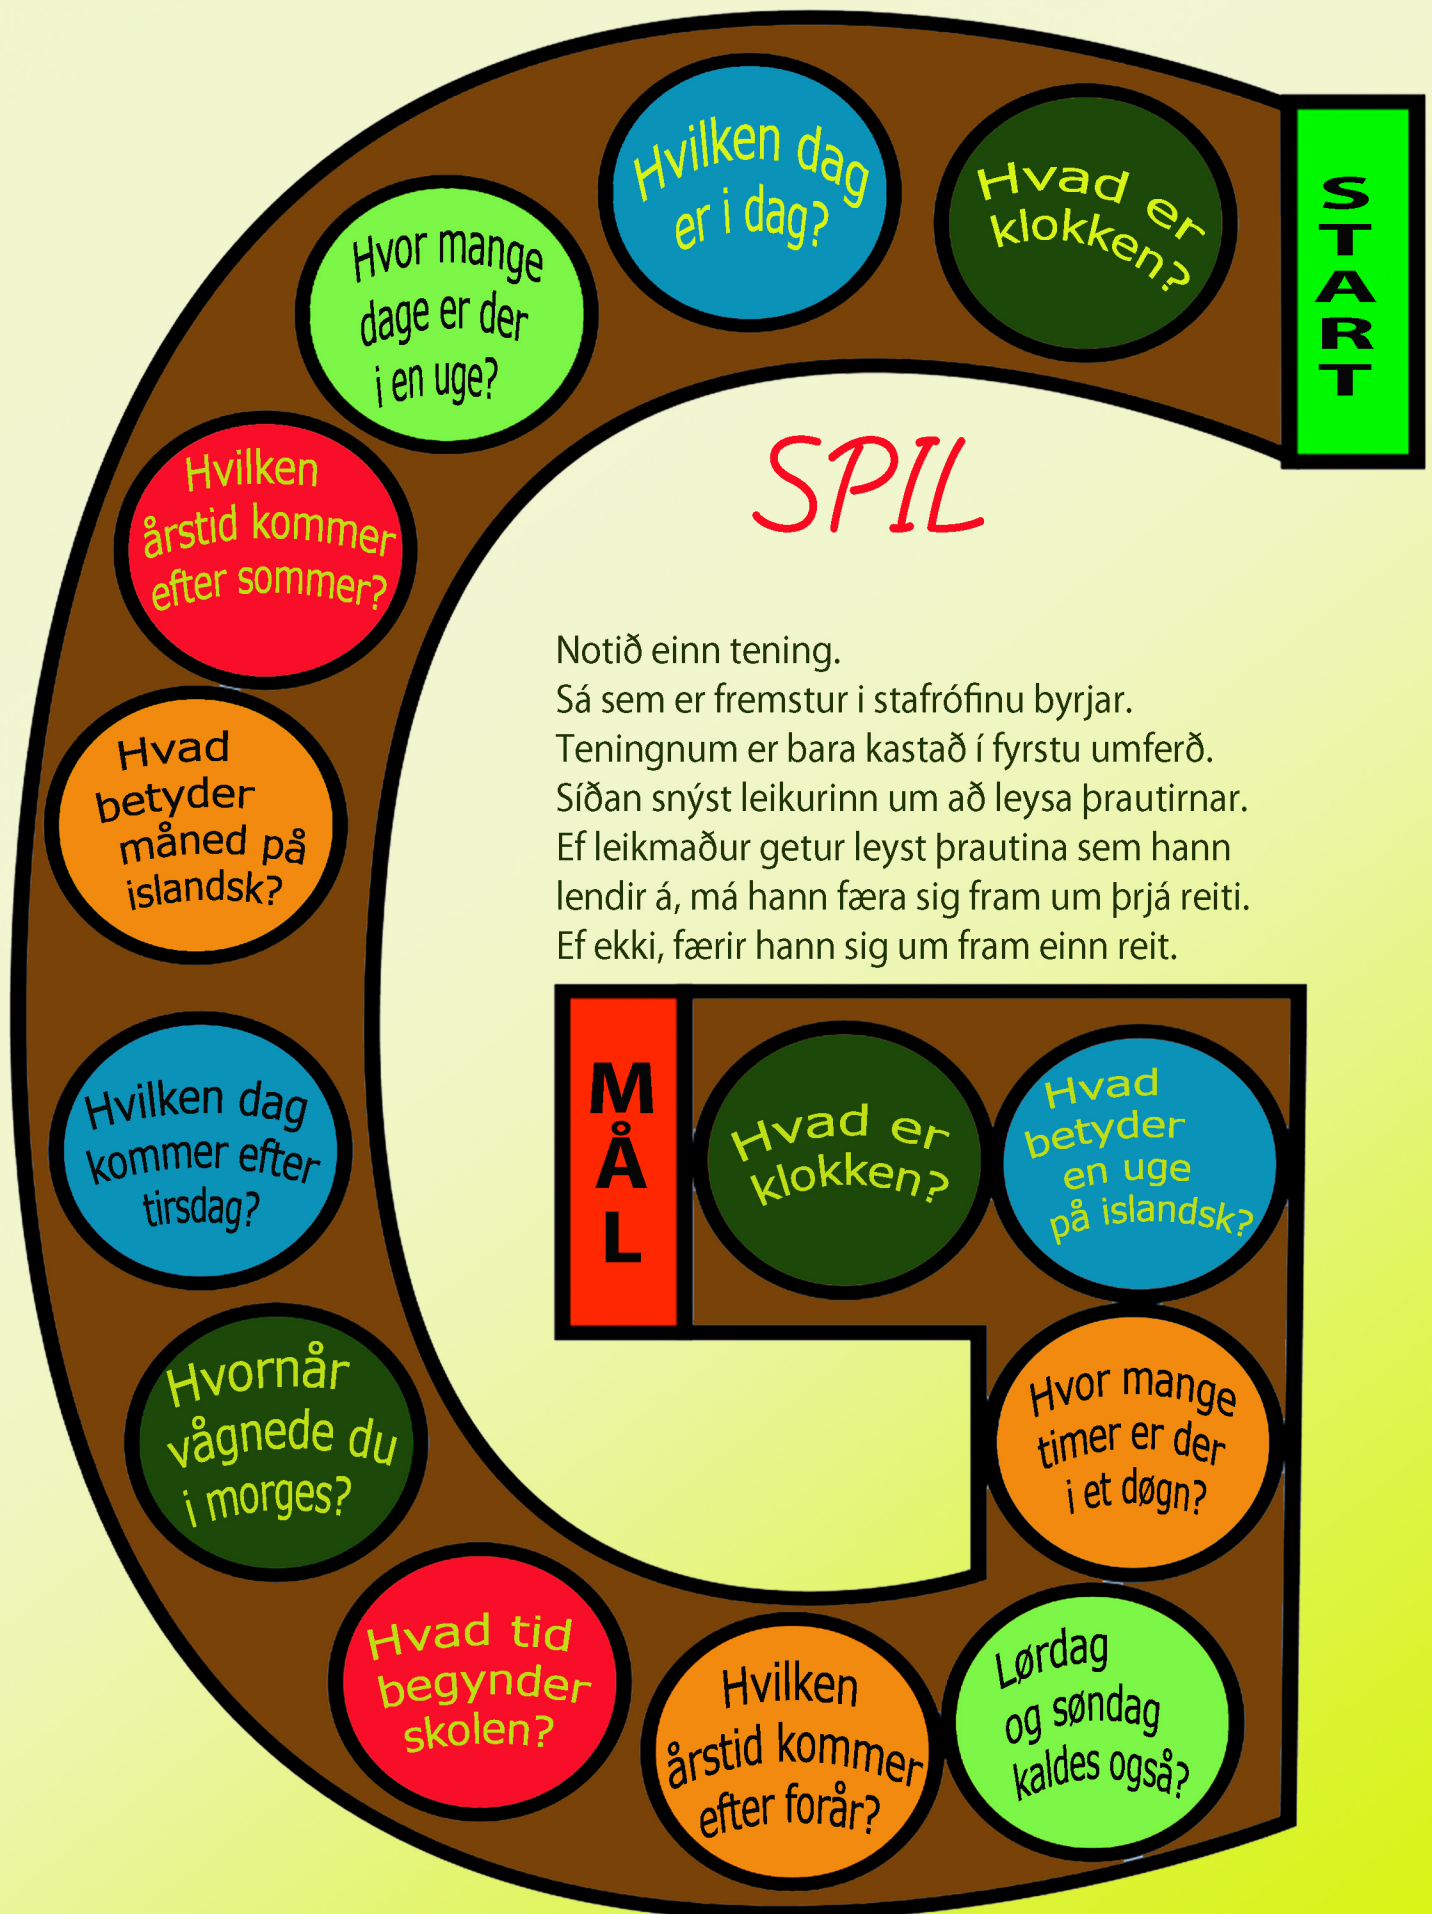 START
Hvad er
klokken?
Hvilken dag
er i dag?
Hvor mange
dage er der
i en uge?
Hvilken
årstid kommer
efter sommer?
Hvad
betyder
måned på
islandsk?
Hvilken dag
kommer efter
tirsdag?
Hvornår
vågnede du
i morges?
Hvad tid
begynder
skolen?
Hvilken
årstid kommer
efter forår?
Lørdag
og søndag
kaldes også?
Hvor mange
timer er der
i et døgn?
Hvad
betyder
en uge
på islandsk?
Hvad er
klokken?
MÅL
SPIL
Notið einn tening.
Sá sem er fremstur i stafrófinu byrjar.
Teningnum er bara kastað í fyrstu umferð.
Síðan snýst leikurinn um að leysa þrautirnar.
Ef leikmaður getur leyst þrautina sem hann
lendir á, má hann færa sig fram um þrjá reiti.
Ef ekki, færir hann sig um fram einn reit.